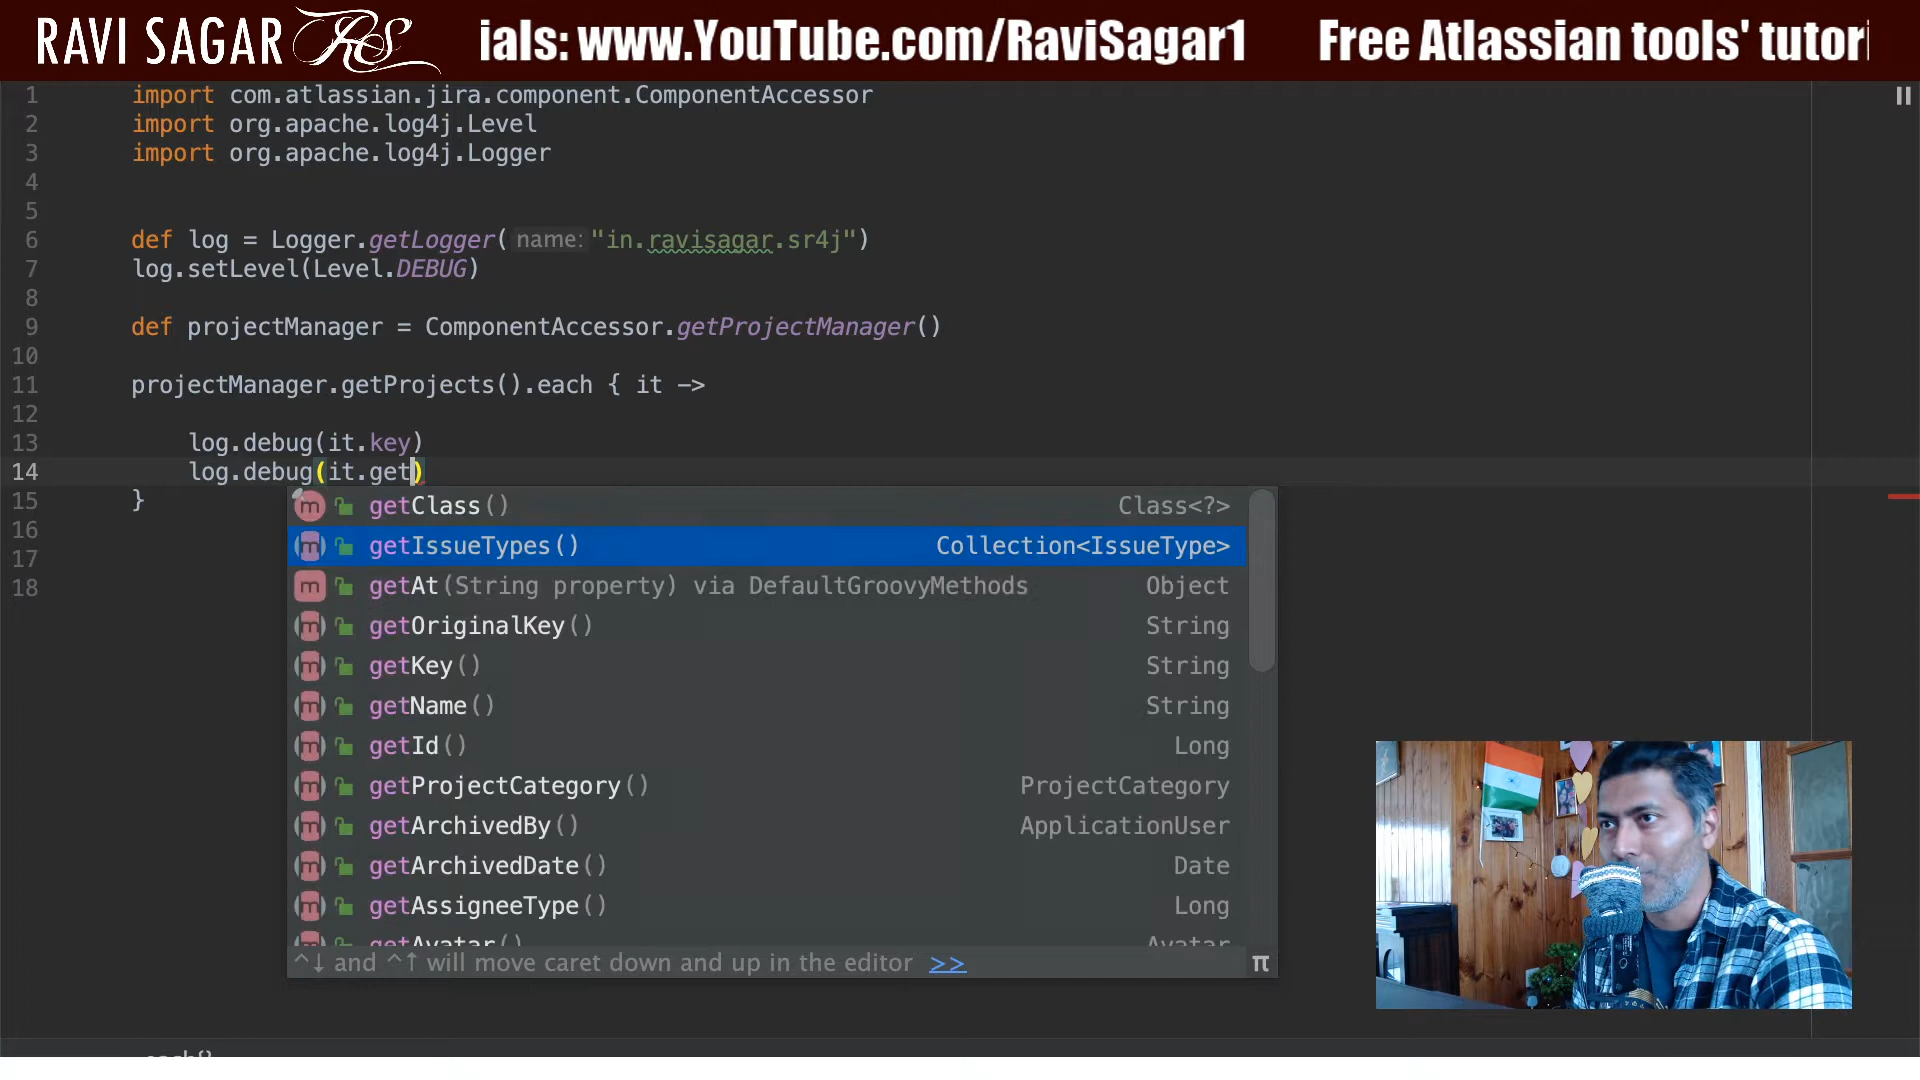 RAVI SAGAR RS ials: www.YouTube.com/RaviSagar1 Free Atlassian tools' tutori
1 import com.atlassian.jira.component.ComponentAccessor
2 import org.apache.log4j.Level
3 import org.apache.log4j.Logger
4
5
6 def log = Logger.getLogger( name: "in.ravisagar.sr4j")
7 log.setLevel(Level.DEBUG)
8
9 def projectManager = ComponentAccessor.getProjectManager()
10
11 projectManager.getProjects().each { it ->
12
13 log.debug(it.key)
14 log.debug(it.get)
15 }
16
17
18
m getClass() Class<?>
m getIssueTypes() Collection<IssueType>
m getAt(String property) via DefaultGroovyMethods Object
m getOriginalKey() String
m getKey() String
m getName() String
m getId() Long
m getProjectCategory() ProjectCategory
m getArchivedBy() ApplicationUser
m getArchivedDate() Date
m getAssigneeType() Long
m getAvatar() Avatar
^↓ and ^↑ will move caret down and up in the editor >> π